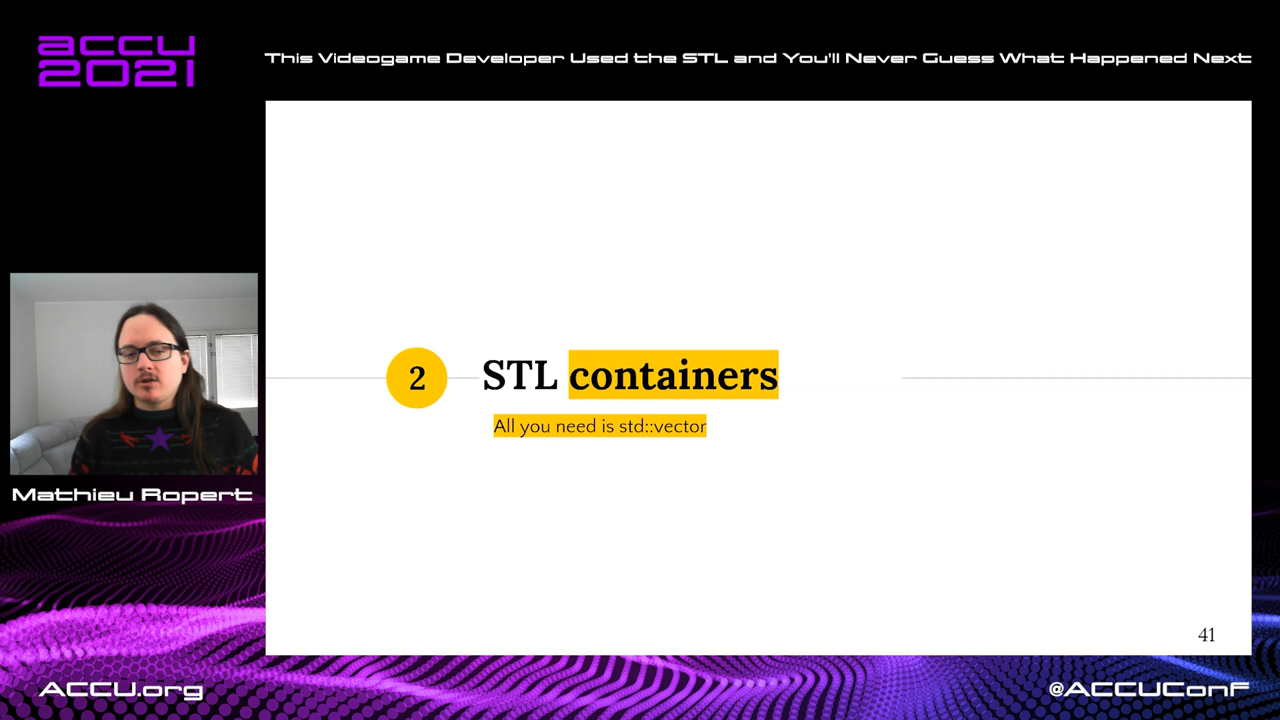 accu
2021
This Videogame Developer Used the STL and You'll Never Guess What Happened Next
2
STL containers
All you need is std::vector
41
Mathieu Ropert
ACCU.org
@ACCUConf